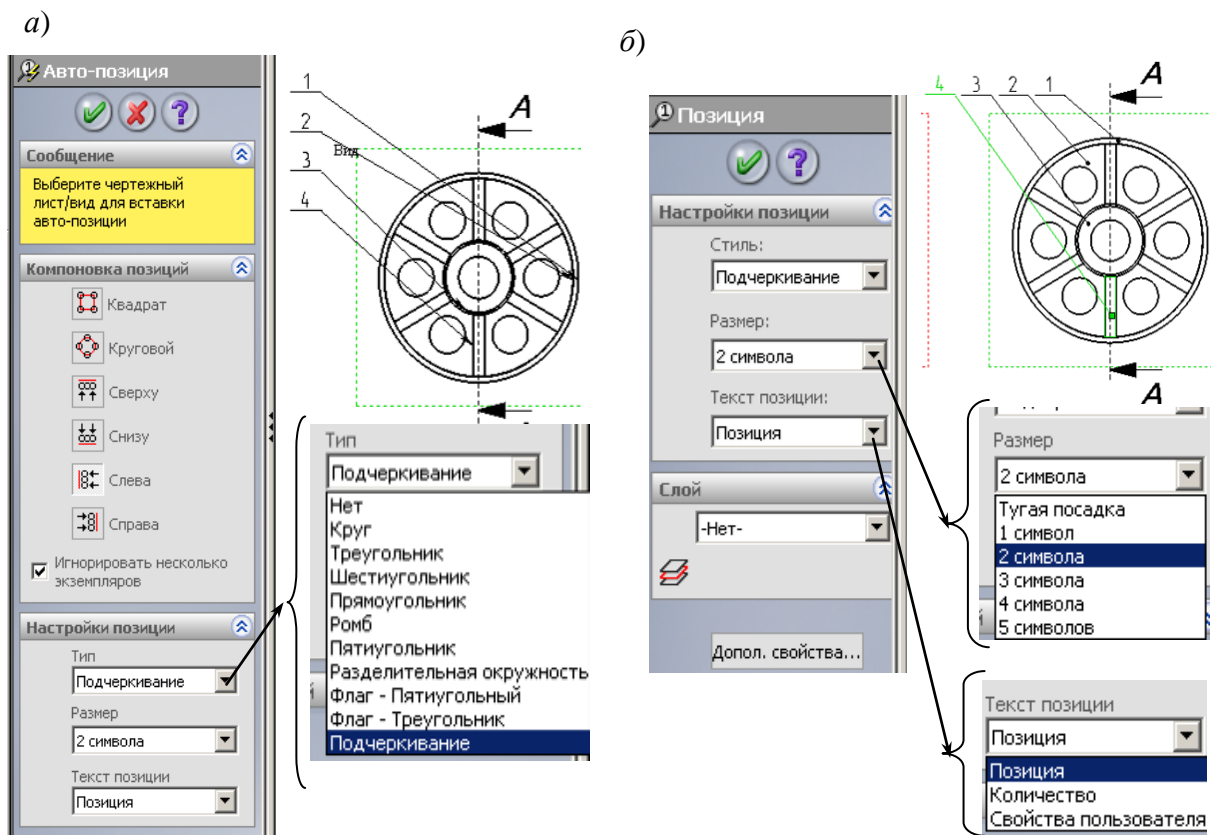 а)
Авто-позиция
Сообщение
Выберите чертежный
лист/вид для вставки
авто-позиции
Компоновка позиций
Квадрат
Круговой
Сверху
Снизу
Слева
Справа
Игнорировать несколько
экземпляров
Настройки позиции
Тип
Подчеркивание
Размер
2 символа
Текст позиции
Позиция
1
2
3
4
Вид
А
Тип
Подчеркивание
Нет
Круг
Треугольник
Шестиугольник
Прямоугольник
Ромб
Пятиугольник
Разделительная окружность
Флаг - Пятиугольный
Флаг - Треугольник
Подчеркивание
б)
Позиция
Настройки позиции
Стиль:
Подчеркивание
Размер:
2 символа
Текст позиции:
Позиция
Слой
-Нет-
Допол. свойства...
4 3 2 1
А
А
Размер
2 символа
Тугая посадка
1 символ
2 символа
3 символа
4 символа
5 символов
Текст позиции
Позиция
Позиция
Количество
Свойства пользователя